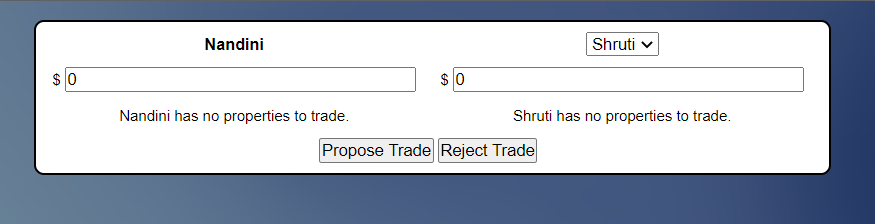 Nandini Shruti
$ 0 $ 0
Nandini has no properties to trade. Shruti has no properties to trade.
Propose Trade Reject Trade